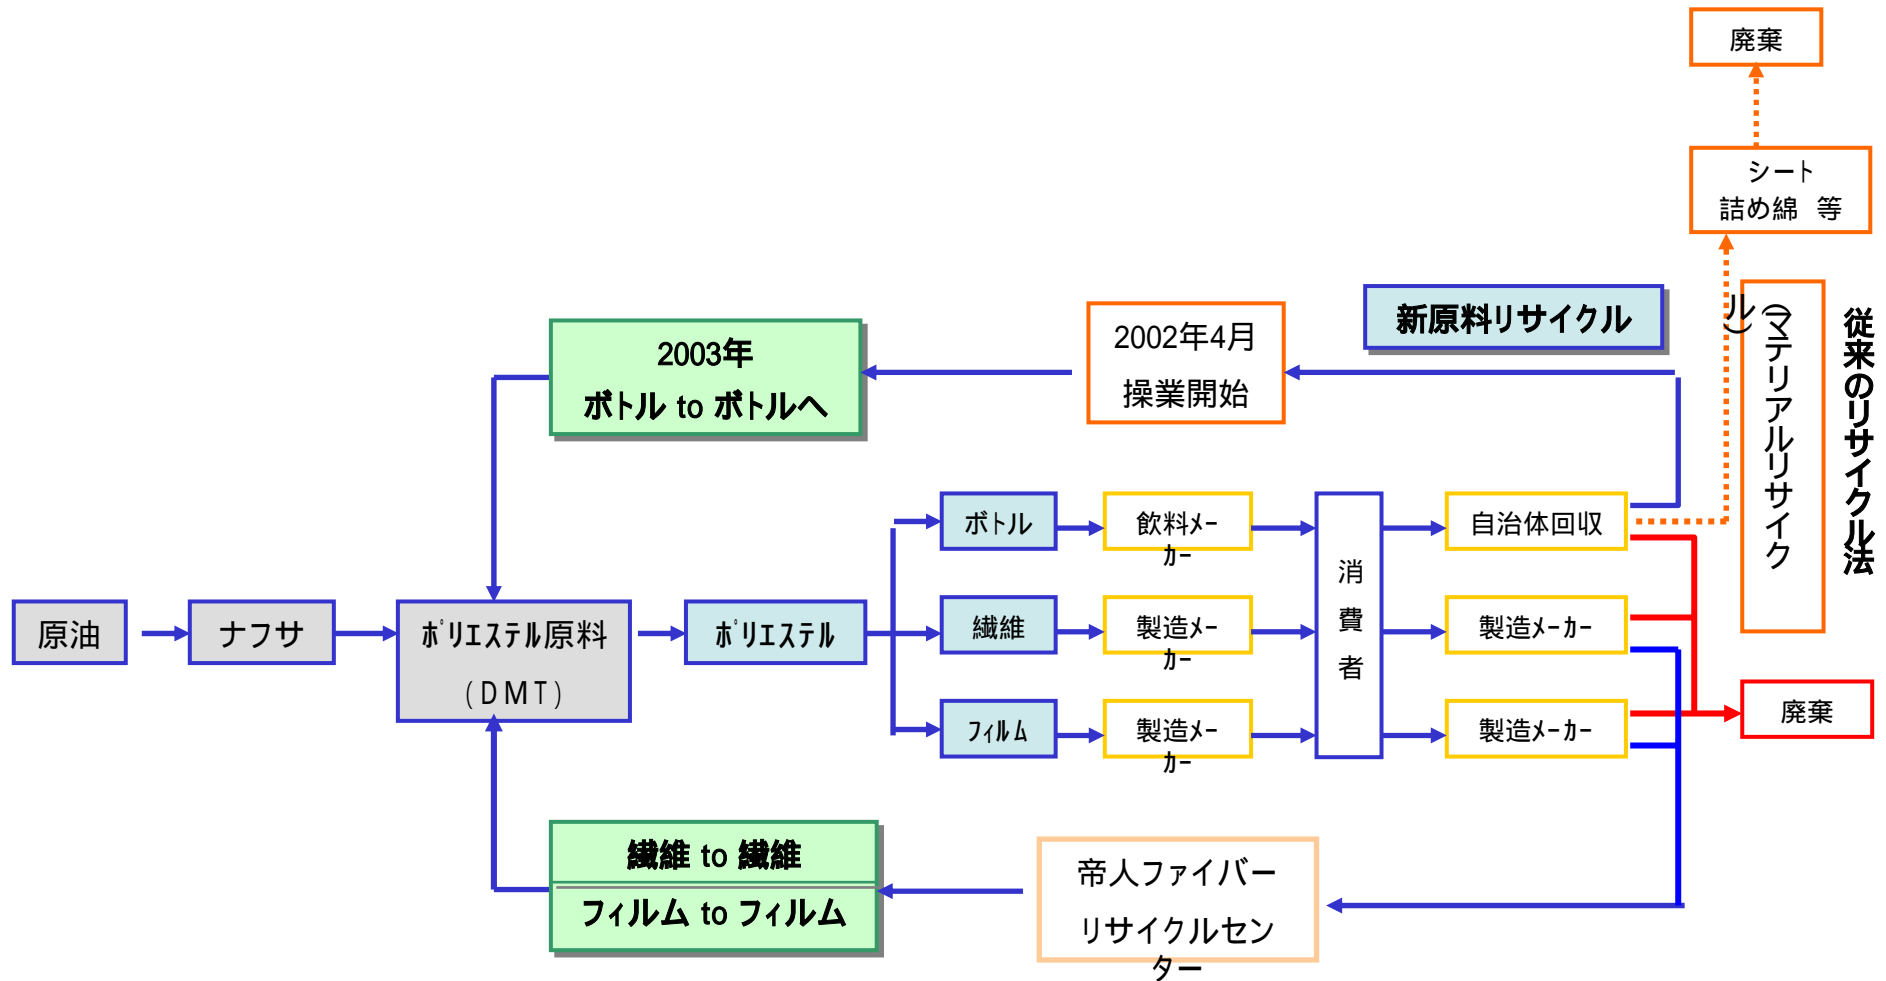 廃棄
シート
詰め綿 等
新原料リサイクル
(マテリアルリサイク
ル)
従来のリサイクル法
2002年4月
操業開始
2003年
ボトル to ボトルへ
ボトル
飲料ﾒｰ
ｶｰ
自治体回収
消
費
者
原油
ナフサ
ﾎﾟﾘｴｽﾃﾙ原料
(ＤＭＴ)
ﾎﾟﾘｴｽﾃﾙ
繊維
製造ﾒｰ
ｶｰ
製造ﾒｰｶｰ
ﾌｨﾙﾑ
製造ﾒｰ
ｶｰ
製造ﾒｰｶｰ
廃棄
繊維 to 繊維
フィルム to フィルム
帝人ファイバー
リサイクルセン
ター